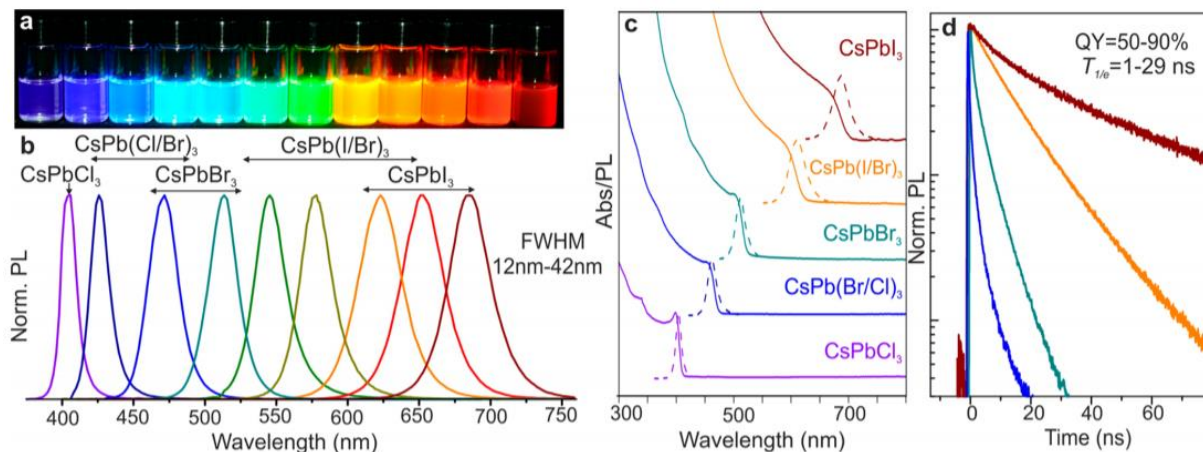 a
b
CsPb(Cl/Br)3
CsPb(I/Br)3
CsPbCl3
CsPbBr3
CsPbI3
FWHM
12nm-42nm
Norm. PL
400 450 500 550 600 650 700 750
Wavelength (nm)
c
CsPbI3
CsPb(I/Br)3
CsPbBr3
CsPb(Br/Cl)3
CsPbCl3
Abs/PL
300 500 700
Wavelength (nm)
d
QY=50-90%
T1/e=1-29 ns
Norm. PL
0 20 40 60
Time (ns)